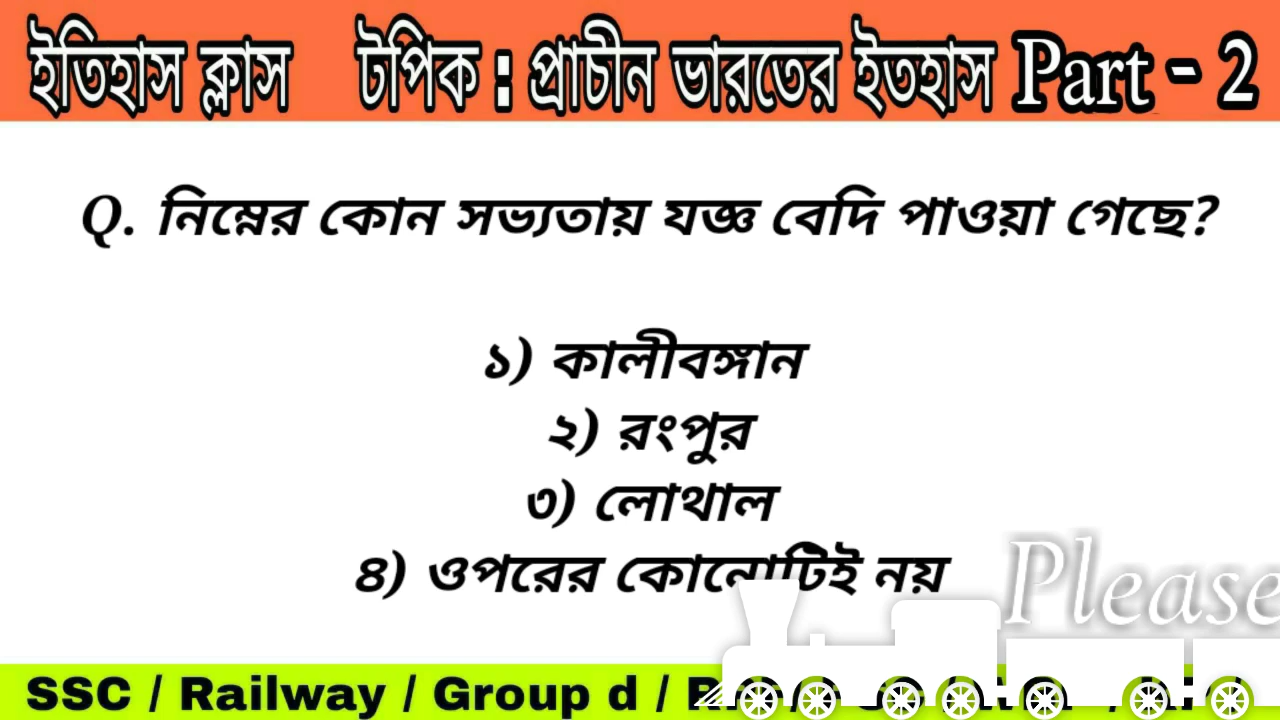 ইতিহাস ক্লাস টপিক : প্রাচীন ভারতের ইতহাস Part - 2
Q. নিম্নের কোন সভ্যতায় যজ্ঞ বেদি পাওয়া গেছে?
১) কালীবঙ্গান
২) রংপুর
৩) লোথাল
৪) ওপরের কোনোটিই নয়
Please
SSC / Railway / Group d /